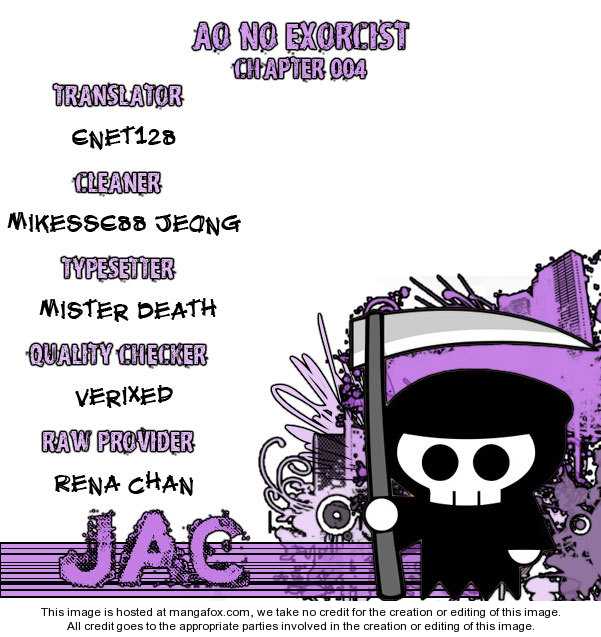 AO NO EXORCIST
CHAPTER 004
TRANSLATOR
ENET128
CLEANER
MIKESSE88 JEONG
TYPESETTER
MISTER DEATH
QUALITY CHECKER
VERIXED
RAW PROVIDER
RENA CHAN
JAC
This image is hosted at mangafox.com, we take no credit for the creation or editing of this image.
All credit goes to the appropriate parties involved in the creation or editing of this image.